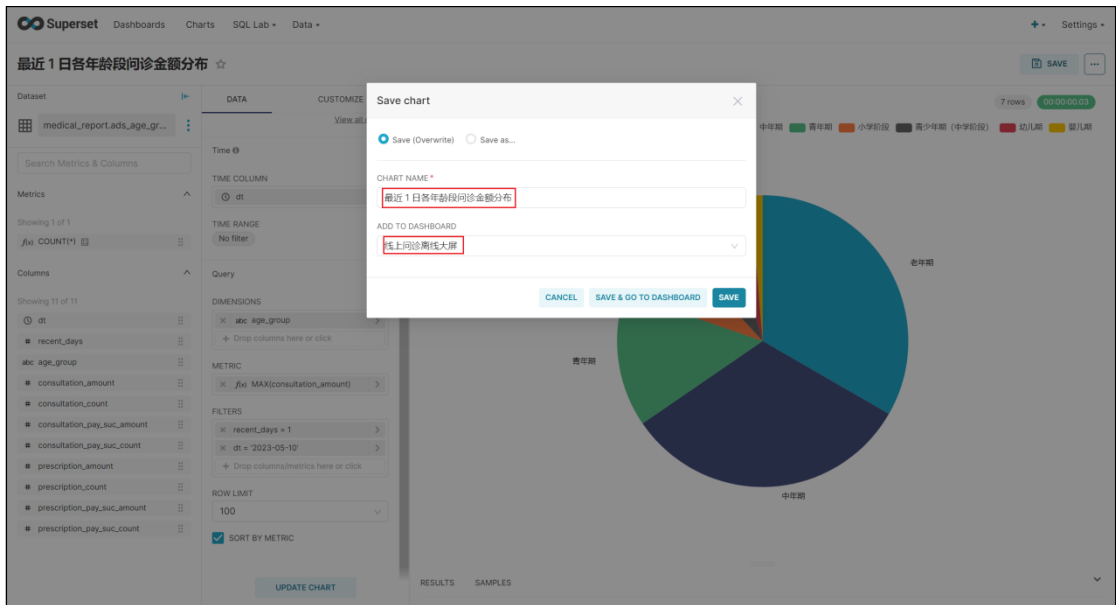 Superset Dashboards Charts SQL Lab Data Settings
最近 1 日各年龄段问诊金额分布 SAVE ...
Dataset
medical_report.ads_age_gr...
Search Metrics & Columns
Metrics
Showing 1 of 1
f(x) COUNT(*)
Columns
Showing 11 of 11
dt
# recent_days
abc age_group
# consultation_amount
# consultation_count
# consultation_pay_suc_amount
# consultation_pay_suc_count
# prescription_amount
# prescription_count
# prescription_pay_suc_amount
# prescription_pay_suc_count
DATA CUSTOMIZE
View all
Time
TIME COLUMN
dt
TIME RANGE
No filter
Query
DIMENSIONS
abc age_group
+ Drop columns here or click
METRIC
f(x) MAX(consultation_amount)
FILTERS
recent_days = 1
dt = '2023-05-10'
+ Drop columns/metrics here or click
ROW LIMIT
100
SORT BY METRIC
UPDATE CHART
Save chart
Save (Overwrite) Save as...
CHART NAME *
最近 1 日各年龄段问诊金额分布
ADD TO DASHBOARD
线上问诊离线大屏
CANCEL SAVE & GO TO DASHBOARD SAVE
7 rows 00:00:00.03
中年期 青年期 小学阶段 青少年期 (中学阶段) 幼儿期 婴儿期
老年期
青年期
中年期
RESULTS SAMPLES